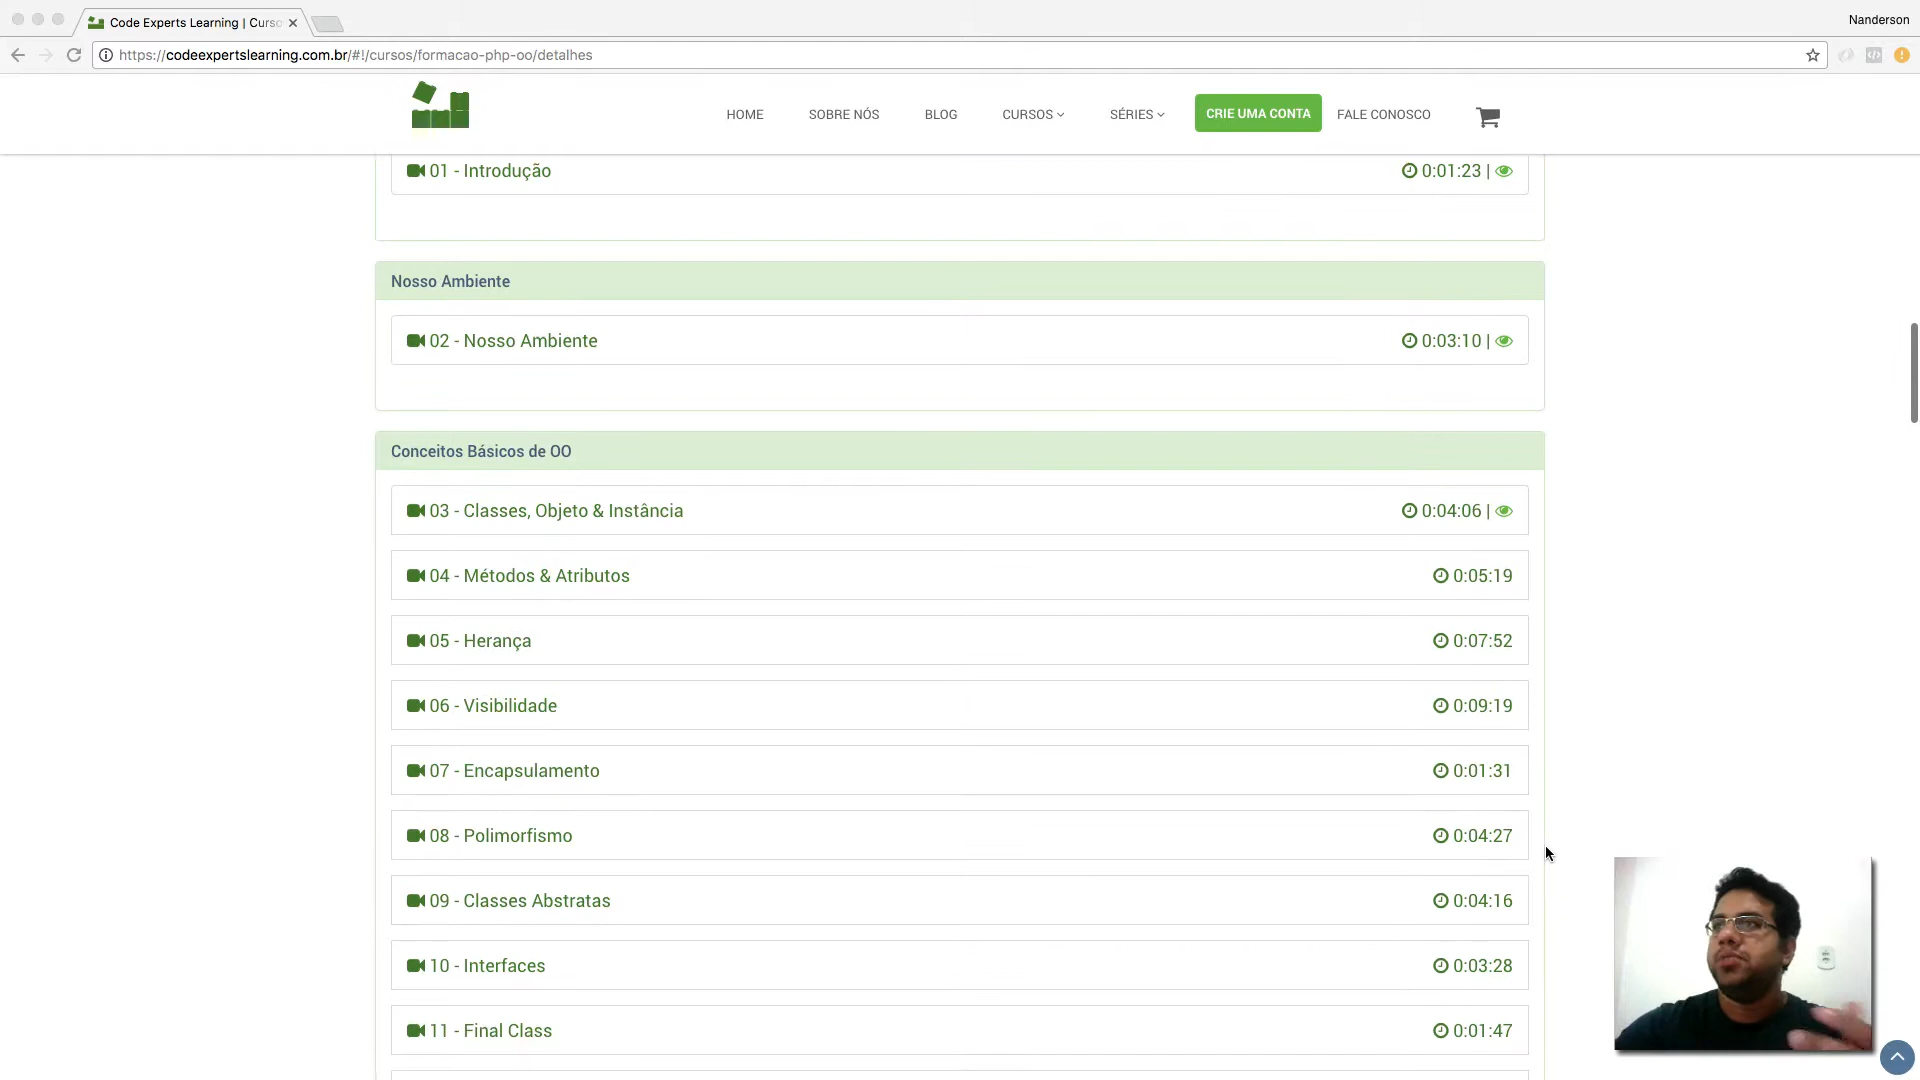 Code Experts Learning | Curso
Nanderson
https://codeexpertslearning.com.br/#!/cursos/formacao-php-oo/detalhes
HOME SOBRE NÓS BLOG CURSOS SÉRIES CRIE UMA CONTA FALE CONOSCO
01 - Introdução 0:01:23 |
Nosso Ambiente
02 - Nosso Ambiente 0:03:10 |
Conceitos Básicos de OO
03 - Classes, Objeto & Instância 0:04:06 |
04 - Métodos & Atributos 0:05:19
05 - Herança 0:07:52
06 - Visibilidade 0:09:19
07 - Encapsulamento 0:01:31
08 - Polimorfismo 0:04:27
09 - Classes Abstratas 0:04:16
10 - Interfaces 0:03:28
11 - Final Class 0:01:47